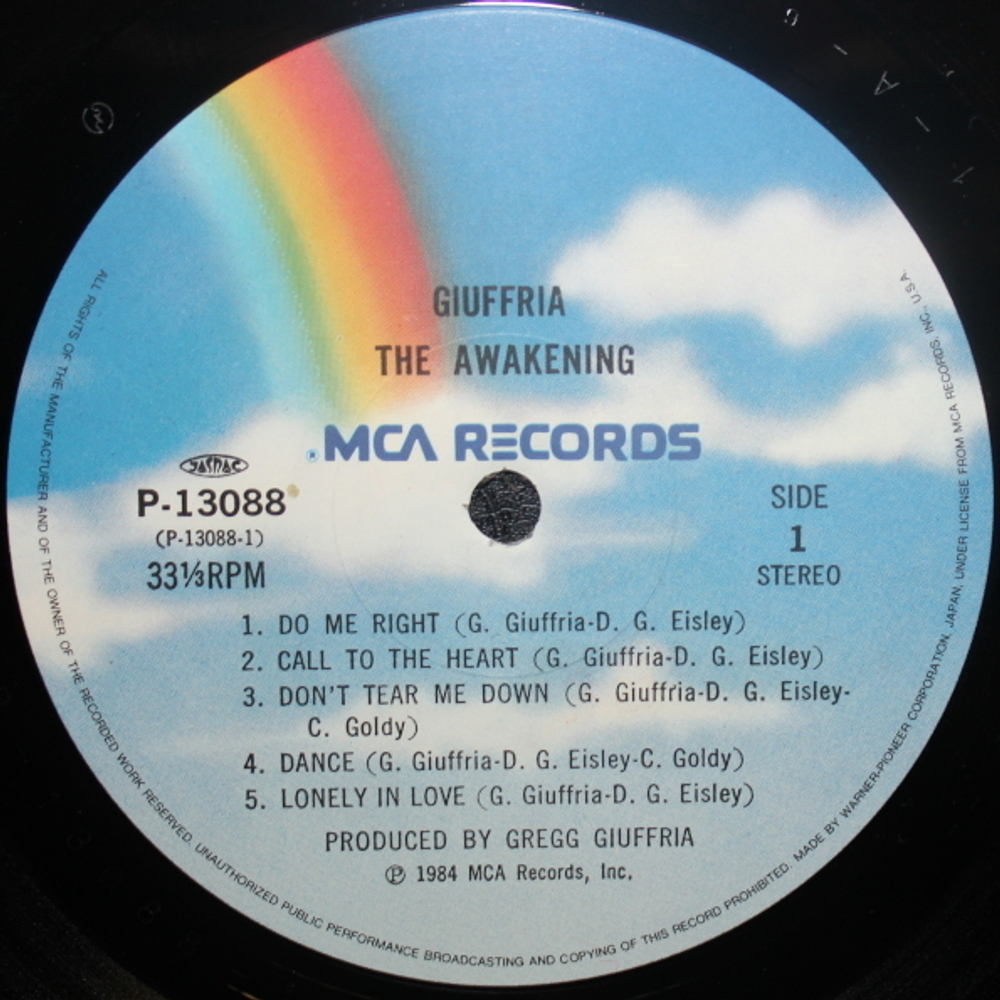 GIUFFRIA
THE AWAKENING
® MCA RECORDS
JASRAC
P-13088
(P-13088-1)
33⅓RPM
SIDE
1
STEREO
1. DO ME RIGHT (G. Giuffria-D. G. Eisley)
2. CALL TO THE HEART (G. Giuffria-D. G. Eisley)
3. DON'T TEAR ME DOWN (G. Giuffria-D. G. Eisley-
C. Goldy)
4. DANCE (G. Giuffria-D. G. Eisley-C. Goldy)
5. LONELY IN LOVE (G. Giuffria-D. G. Eisley)
PRODUCED BY GREGG GIUFFRIA
℗ 1984 MCA Records, Inc.
ALL RIGHTS OF THE MANUFACTURER AND OF THE OWNER OF THE RECORDED WORK RESERVED. UNAUTHORIZED PUBLIC PERFORMANCE BROADCASTING AND COPYING OF THIS RECORD PROHIBITED. MADE BY WARNER-PIONEER CORPORATION, JAPAN, UNDER LICENSE FROM MCA RECORDS, INC., U.S.A.